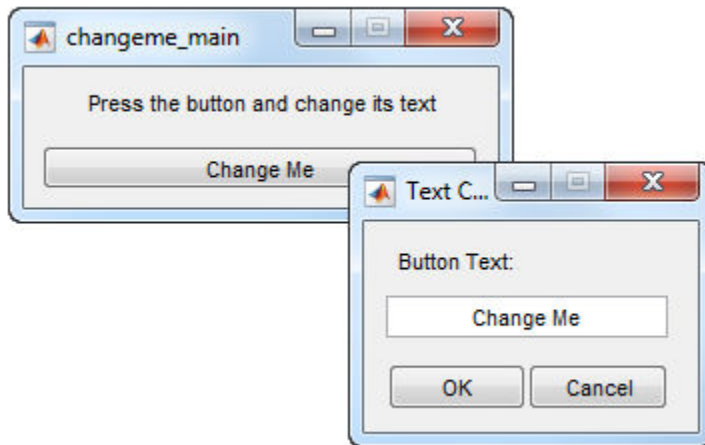 changeme_main
Press the button and change its text
Change Me
Text C...
Button Text:
Change Me
OK Cancel